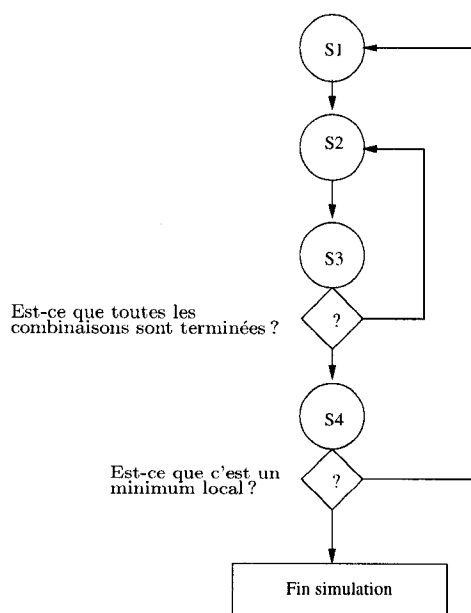 S1
S2
S3
Est-ce que toutes les
combinaisons sont terminées ?
?
S4
Est-ce que c'est un
minimum local ?
?
Fin simulation